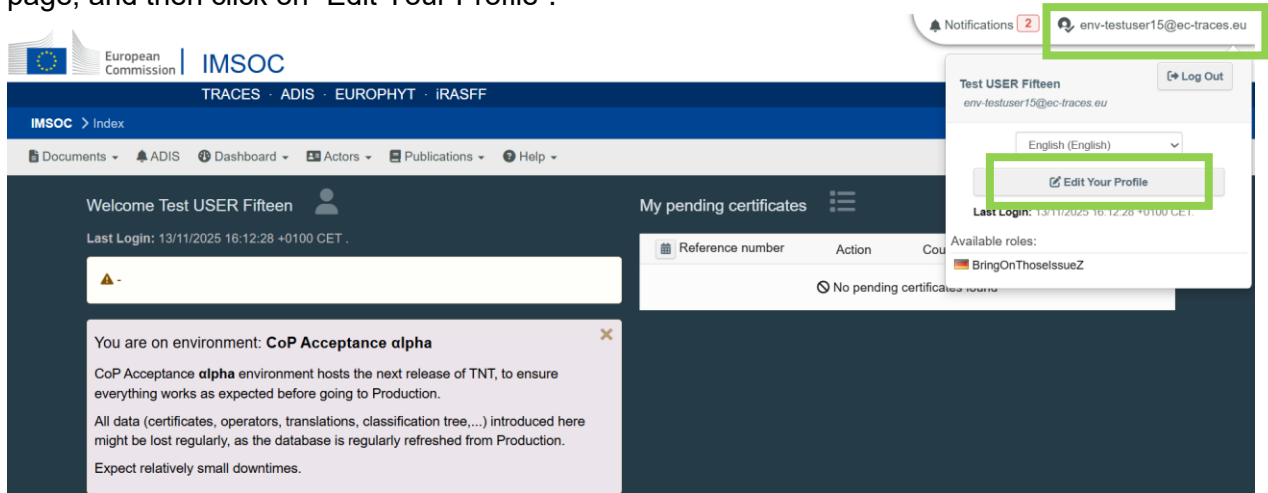 page, and then click on "Edit Your Profile".
Notifications 2 env-testuser15@ec-traces.eu
European
Commission
IMSOC
TRACES · ADIS · EUROPHYT · iRASFF
IMSOC > Index
Documents ADIS Dashboard Actors Publications Help
Test USER Fifteen
env-testuser15@ec-traces.eu
Log Out
English (English)
Edit Your Profile
Last Login: 13/11/2025 16:12:28 +0100 CET.
Available roles:
BringOnThoseIssueZ
Welcome Test USER Fifteen
Last Login: 13/11/2025 16:12:28 +0100 CET .
-
You are on environment: CoP Acceptance αlpha
CoP Acceptance αlpha environment hosts the next release of TNT, to ensure
everything works as expected before going to Production.
All data (certificates, operators, translations, classification tree,...) introduced here
might be lost regularly, as the database is regularly refreshed from Production.
Expect relatively small downtimes.
My pending certificates
Reference number Action Cou
No pending certificates found